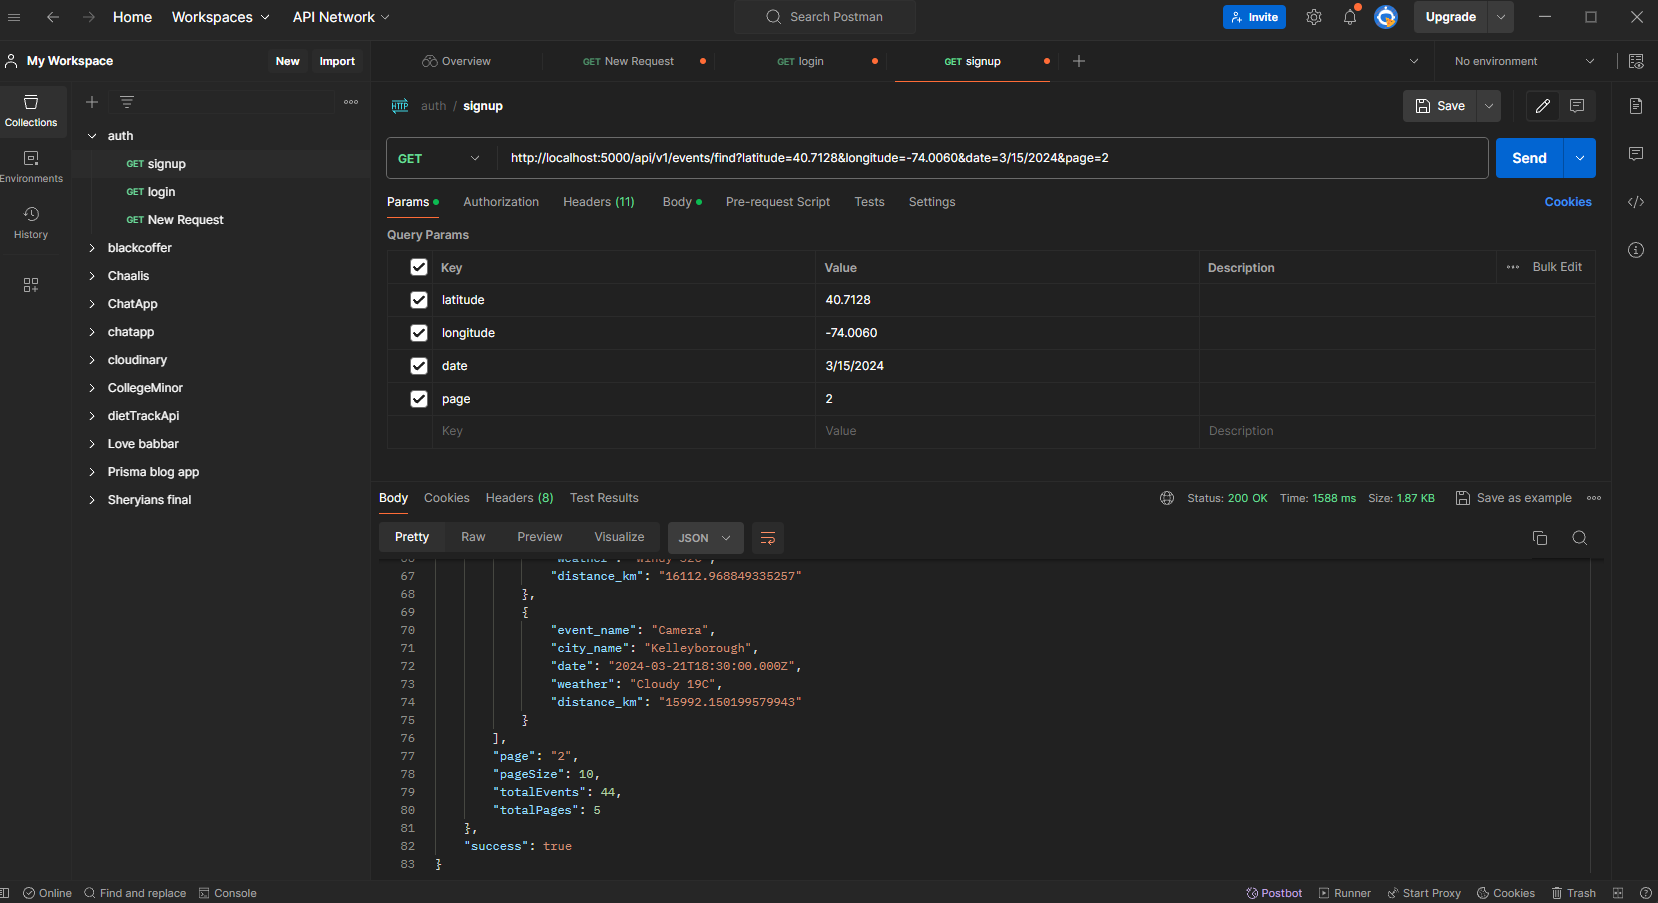 Home Workspaces API Network Search Postman Invite Upgrade
My Workspace New Import Overview GET New Request GET login GET signup No environment
Collections
Environments
History
auth
GET signup
GET login
GET New Request
blackcoffer
Chaalis
ChatApp
chatapp
cloudinary
CollegeMinor
dietTrackApi
Love babbar
Prisma blog app
Sheryians final
HTTP auth / signup Save
GET http://localhost:5000/api/v1/events/find?latitude=40.7128&longitude=-74.0060&date=3/15/2024&page=2 Send
Params Authorization Headers (11) Body Pre-request Script Tests Settings Cookies
Query Params
Key Value Description Bulk Edit
latitude 40.7128
longitude -74.0060
date 3/15/2024
page 2
Key Value Description
Body Cookies Headers (8) Test Results Status: 200 OK Time: 1588 ms Size: 1.87 KB Save as example
Pretty Raw Preview Visualize JSON
67 "distance_km": "16112.968849335257"
68 },
69 {
70 "event_name": "Camera",
71 "city_name": "Kelleyborough",
72 "date": "2024-03-21T18:30:00.000Z",
73 "weather": "Cloudy 19C",
74 "distance_km": "15992.150199579943"
75 }
76 ],
77 "page": "2",
78 "pageSize": 10,
79 "totalEvents": 44,
80 "totalPages": 5
81 },
82 "success": true
83 }
Online Find and replace Console Postbot Runner Start Proxy Cookies Trash